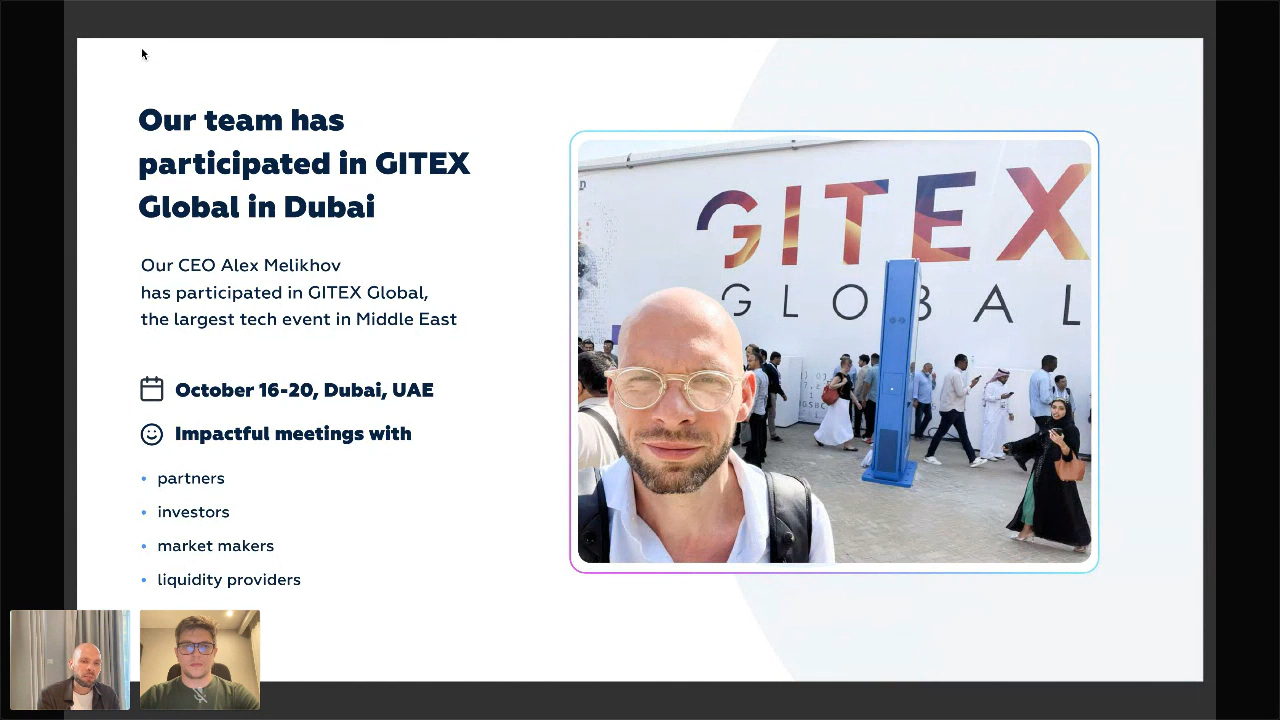 Our team has
participated in GITEX
Global in Dubai
Our CEO Alex Melikhov
has participated in GITEX Global,
the largest tech event in Middle East
October 16-20, Dubai, UAE
Impactful meetings with
• partners
• investors
• market makers
• liquidity providers
GITEX
GLOBAL